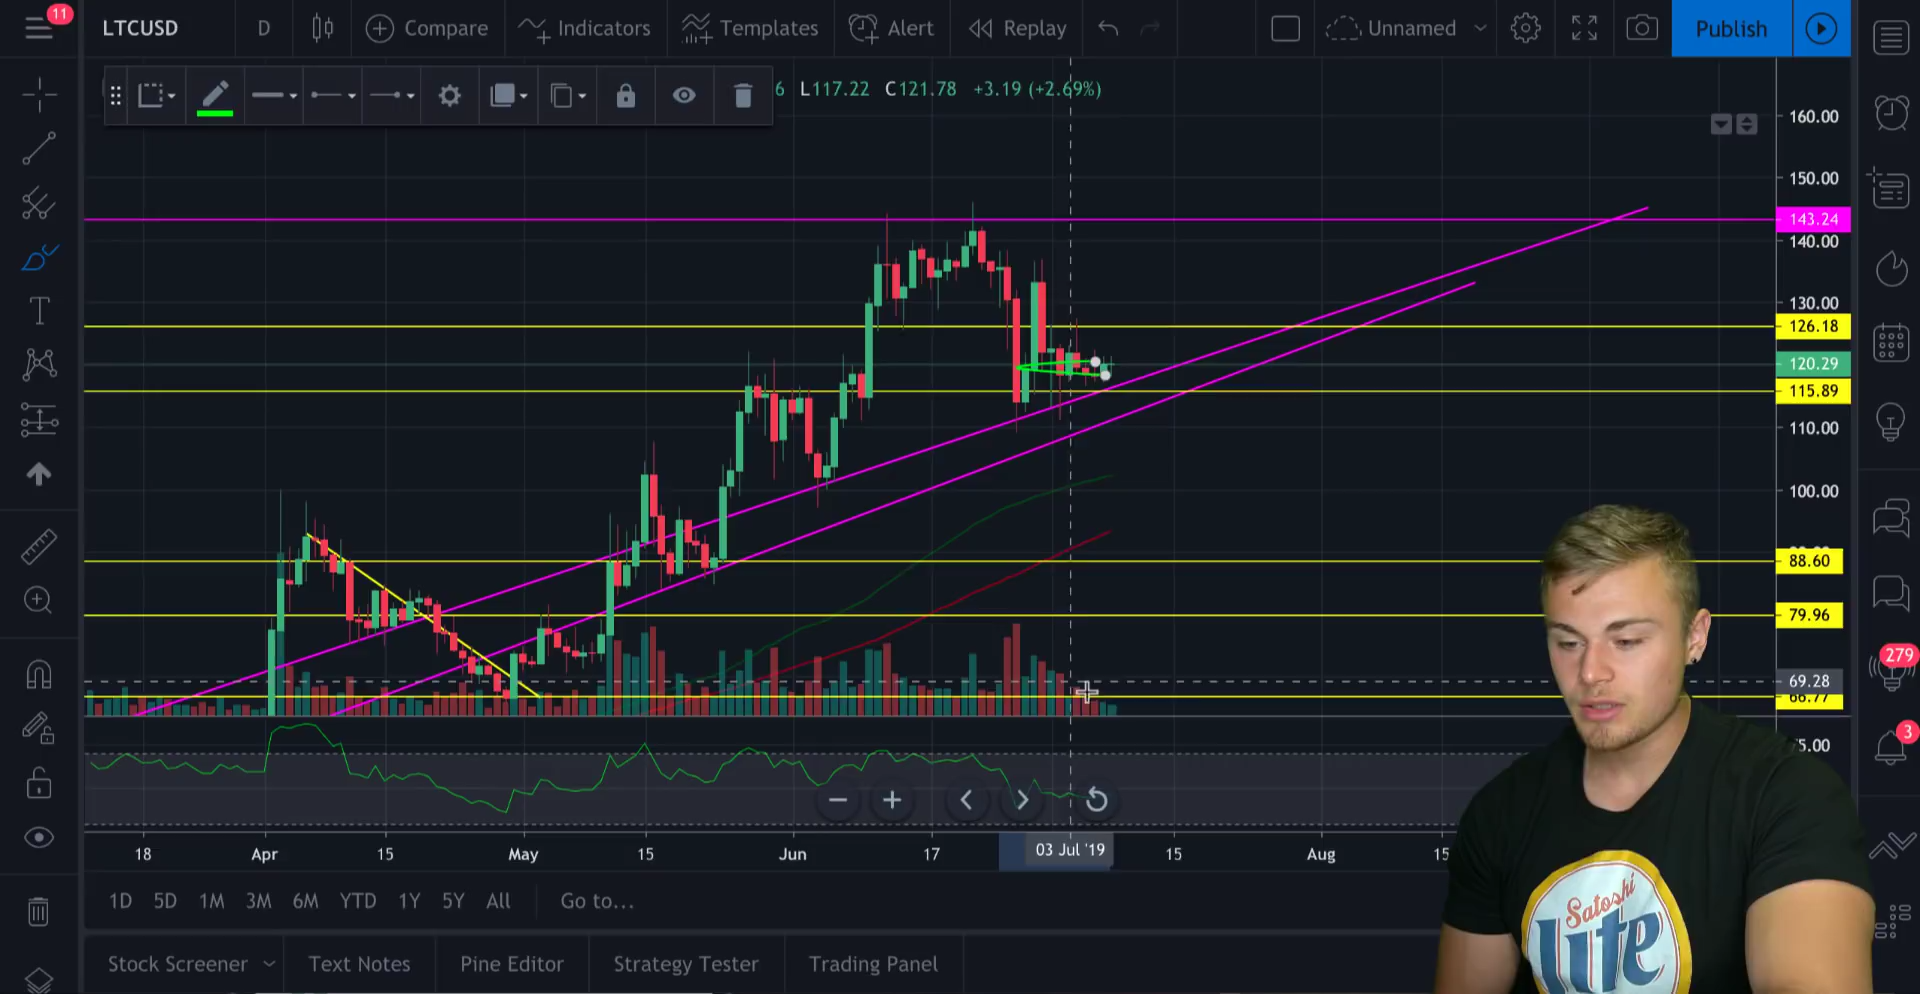 11
LTCUSD
D
Compare
Indicators
Templates
Alert
Replay
Unnamed
Publish
6 L117.22 C121.78 +3.19 (+2.69%)
160.00
150.00
143.24
140.00
130.00
126.18
120.29
115.89
110.00
100.00
88.60
79.96
69.28
66.77
75.00
279
3
18
Apr
15
May
15
Jun
17
03 Jul '19
15
Aug
15
1D 5D 1M 3M 6M YTD 1Y 5Y All Go to...
Stock Screener
Text Notes
Pine Editor
Strategy Tester
Trading Panel
Satoshi
Lite